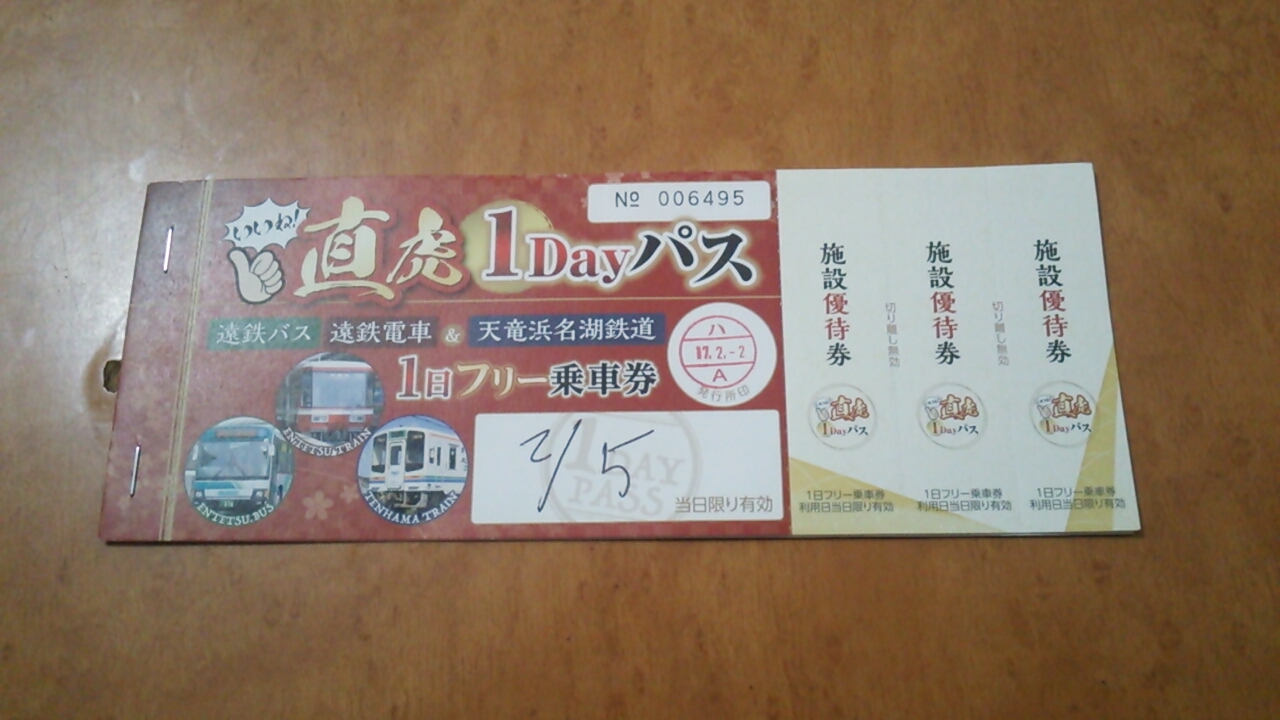 № 006495
いいね!
直虎 1Dayパス
遠鉄バス 遠鉄電車 & 天竜浜名湖鉄道
1日フリー乗車券
ハ
17.2.-2
A
発行所印
ENTETSU TRAIN
ENTETSU BUS
TENHAMA TRAIN
1DAY
PASS
2/5
当日限り有効
施設優待券
直虎
1Dayパス
1日フリー乗車券
利用日当日限り有効
切り離し無効
施設優待券
直虎
1Dayパス
1日フリー乗車券
利用日当日限り有効
切り離し無効
施設優待券
直虎
1Dayパス
1日フリー乗車券
利用日当日限り有効